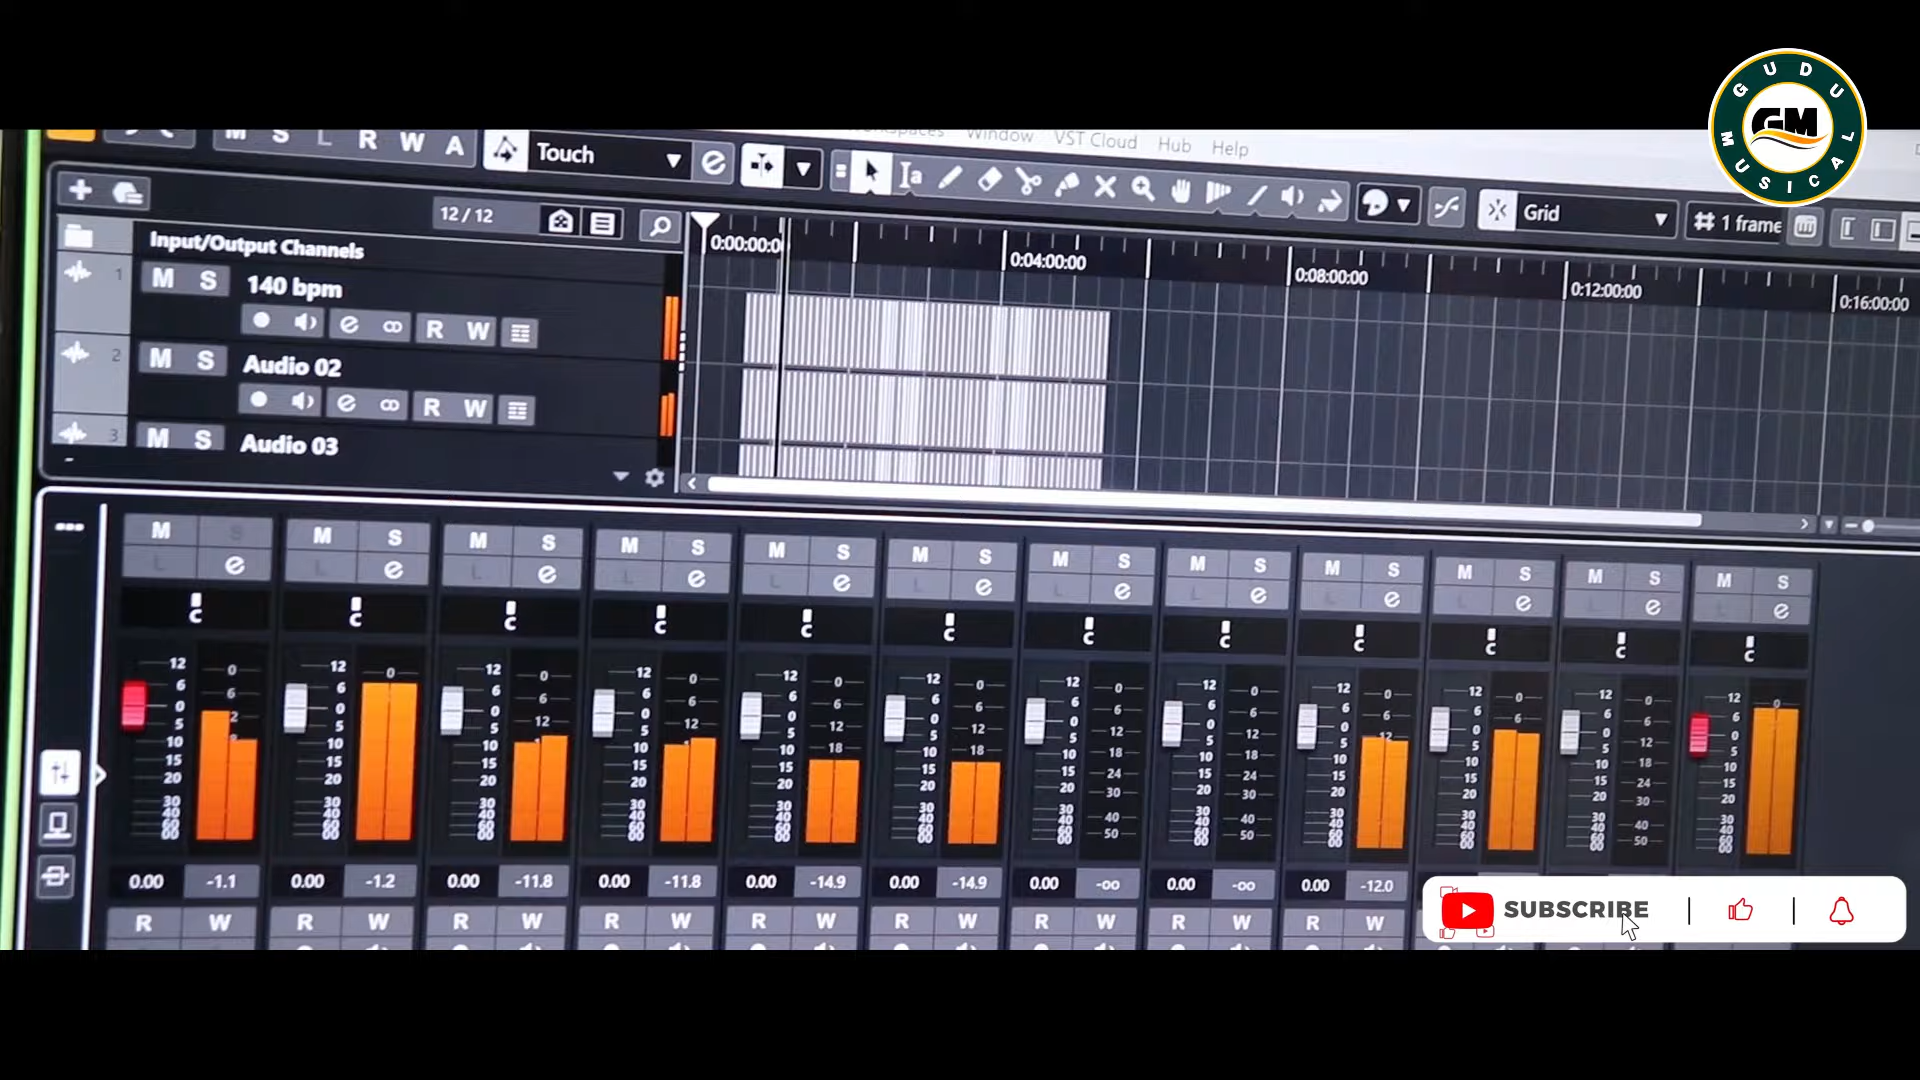 GUDU
GM
MUSICAL
Window VST Cloud Hub Help
M S L R W A
Touch
Grid
1 frame
12 / 12
Input/Output Channels
0:00:00:0
0:04:00:00
0:08:00:00
0:12:00:00
0:16:00:00
1
M S 140 bpm
R W
2
M S Audio 02
R W
3
M S Audio 03
M S M S M S M S M S M S M S M S M S M S M S M S
C C C C C C C C C C C C
0.00 -1.1 0.00 -1.2 0.00 -11.8 0.00 -11.8 0.00 -14.9 0.00 -14.9 0.00 -oo 0.00 -oo 0.00 -12.0
R W R W R W R W R W R W R W R W R W
SUBSCRIBE